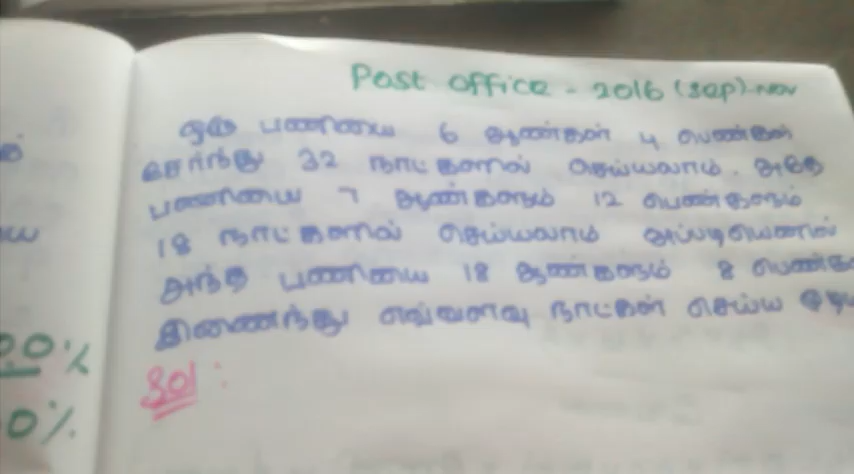 Post office - 2016 (sep)-nov
ஒரு பணியை 6 ஆண்கள் 4 பெண்கள்
சேர்ந்து 32 நாட்களில் செய்யலாம். அதே
பணியை 7 ஆண்களும் 12 பெண்களும்
18 நாட்களில் செய்யலாம் அப்படியெனில்
அந்த பணியை 18 ஆண்களும் 8
இணைந்து எவ்வளவு நாட்கள் செய்ய
Sol:
0%
0%